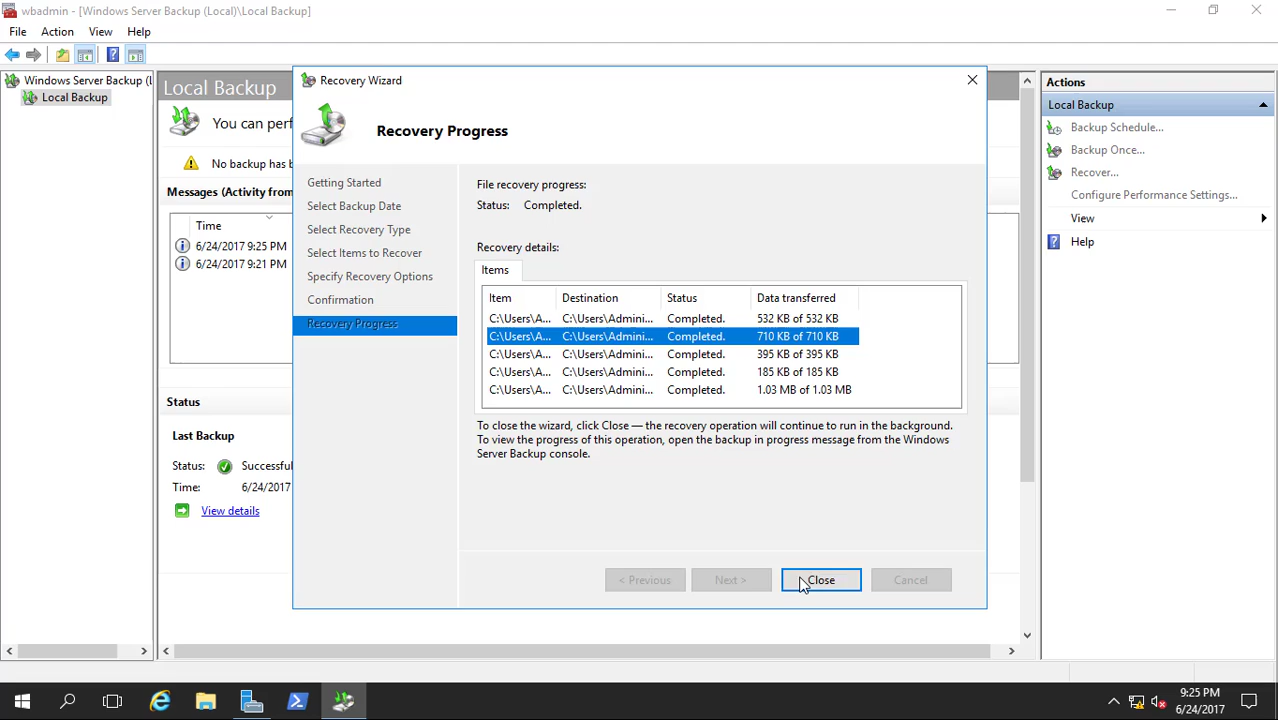 wbadmin - [Windows Server Backup (Local)\Local Backup]
File Action View Help
Windows Server Backup (L
Local Backup
Local Backup
You can perf
No backup has b
Messages (Activity from
Time
6/24/2017 9:25 PM
6/24/2017 9:21 PM
Status
Last Backup
Status: Successful
Time: 6/24/2017
View details
Recovery Wizard
Recovery Progress
Getting Started
Select Backup Date
Select Recovery Type
Select Items to Recover
Specify Recovery Options
Confirmation
Recovery Progress
File recovery progress:
Status: Completed.
Recovery details:
Items
Item Destination Status Data transferred
C:\Users\A... C:\Users\Admini... Completed. 532 KB of 532 KB
C:\Users\A... C:\Users\Admini... Completed. 710 KB of 710 KB
C:\Users\A... C:\Users\Admini... Completed. 395 KB of 395 KB
C:\Users\A... C:\Users\Admini... Completed. 185 KB of 185 KB
C:\Users\A... C:\Users\Admini... Completed. 1.03 MB of 1.03 MB
To close the wizard, click Close — the recovery operation will continue to run in the background.
To view the progress of this operation, open the backup in progress message from the Windows
Server Backup console.
< Previous Next > Close Cancel
Actions
Local Backup
Backup Schedule...
Backup Once...
Recover...
Configure Performance Settings...
View
Help
9:25 PM
6/24/2017